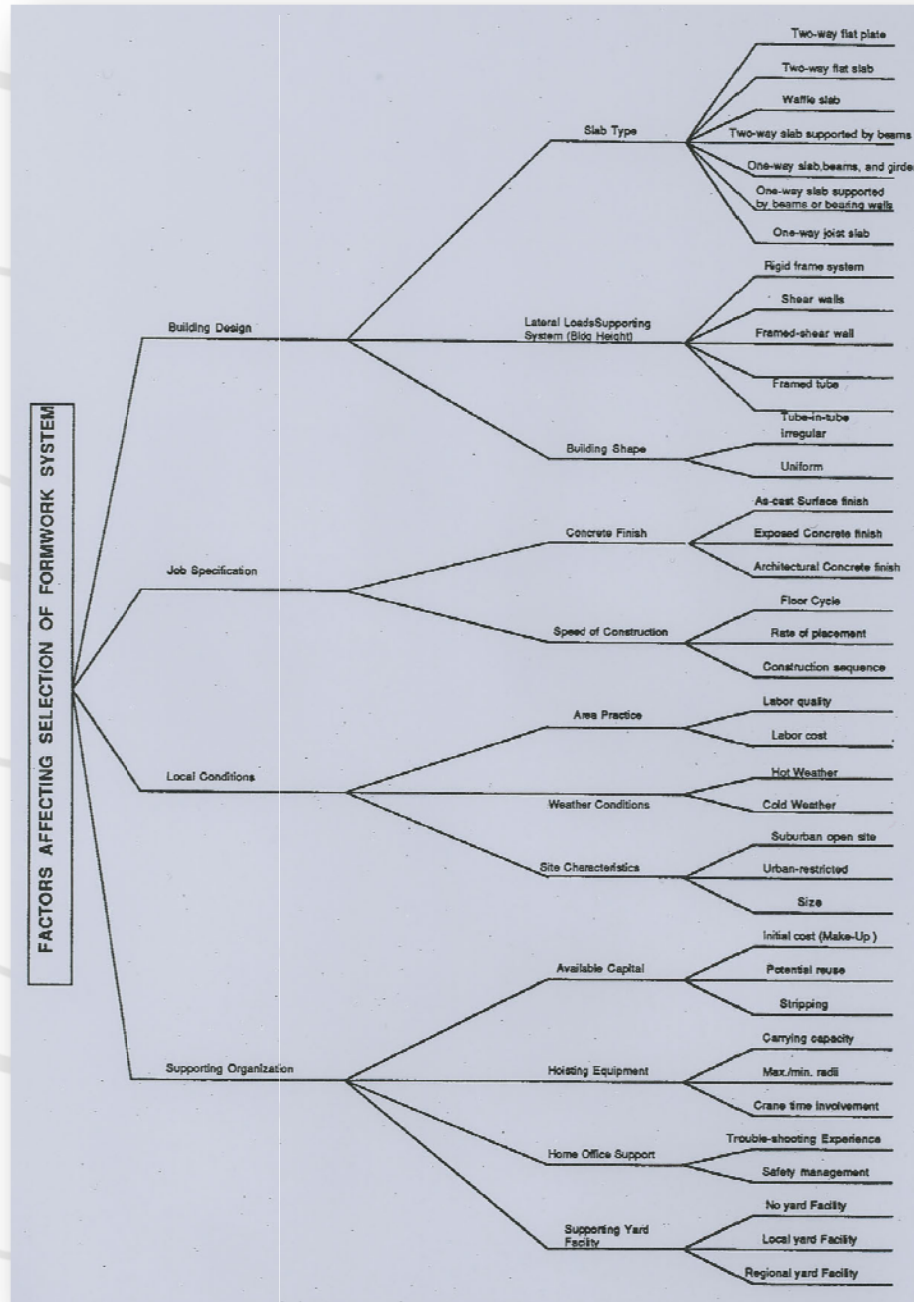 FACTORS AFFECTING SELECTION OF FORMWORK SYSTEM
Building Design
Slab Type
Two-way flat plate
Two-way flat slab
Waffle slab
Two-way slab supported by beams
One-way slab,beams, and girde
One-way slab supported
by beams or bearing walls
One-way joist slab
Lateral LoadsSupporting
System (Bldg Height)
Rigid frame system
Shear walls
Framed-shear wall
Framed tube
Tube-in-tube
Building Shape
Irregular
Uniform
Job Specification
Concrete Finish
As-cast Surface finish
Exposed Concrete finish
Architectural Concrete finish
Speed of Construction
Floor Cycle
Rate of placement
Construction sequence
Local Conditions
Area Practice
Labor quality
Labor cost
Weather Conditions
Hot Weather
Cold Weather
Site Characteristics
Suburban open site
Urban-restricted
Size
Supporting Organization
Available Capital
Initial cost (Make-Up )
Potential reuse
Stripping
Hoisting Equipment
Carrying capacity
Max./min. radii
Crane time involvement
Home Office Support
Trouble-shooting Experience
Safety management
Supporting Yard
Facility
No yard Facility
Local yard Facility
Regional yard Facility